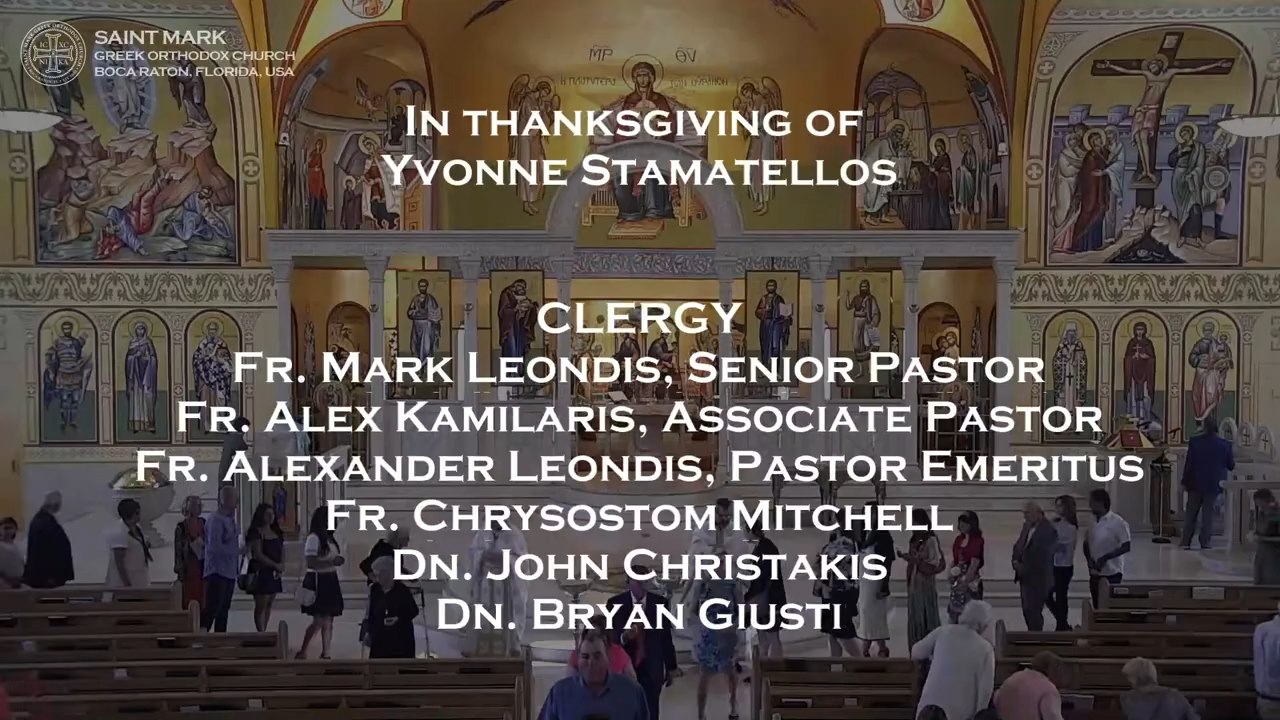 SAINT MARK
GREEK ORTHODOX CHURCH
BOCA RATON, FLORIDA, USA
ΜΡ ΘΥ
IN THANKSGIVING OF
YVONNE STAMATELLOS
CLERGY
FR. MARK LEONDIS, SENIOR PASTOR
FR. ALEX KAMILARIS, ASSOCIATE PASTOR
FR. ALEXANDER LEONDIS, PASTOR EMERITUS
FR. CHRYSOSTOM MITCHELL
DN. JOHN CHRISTAKIS
DN. BRYAN GIUSTI